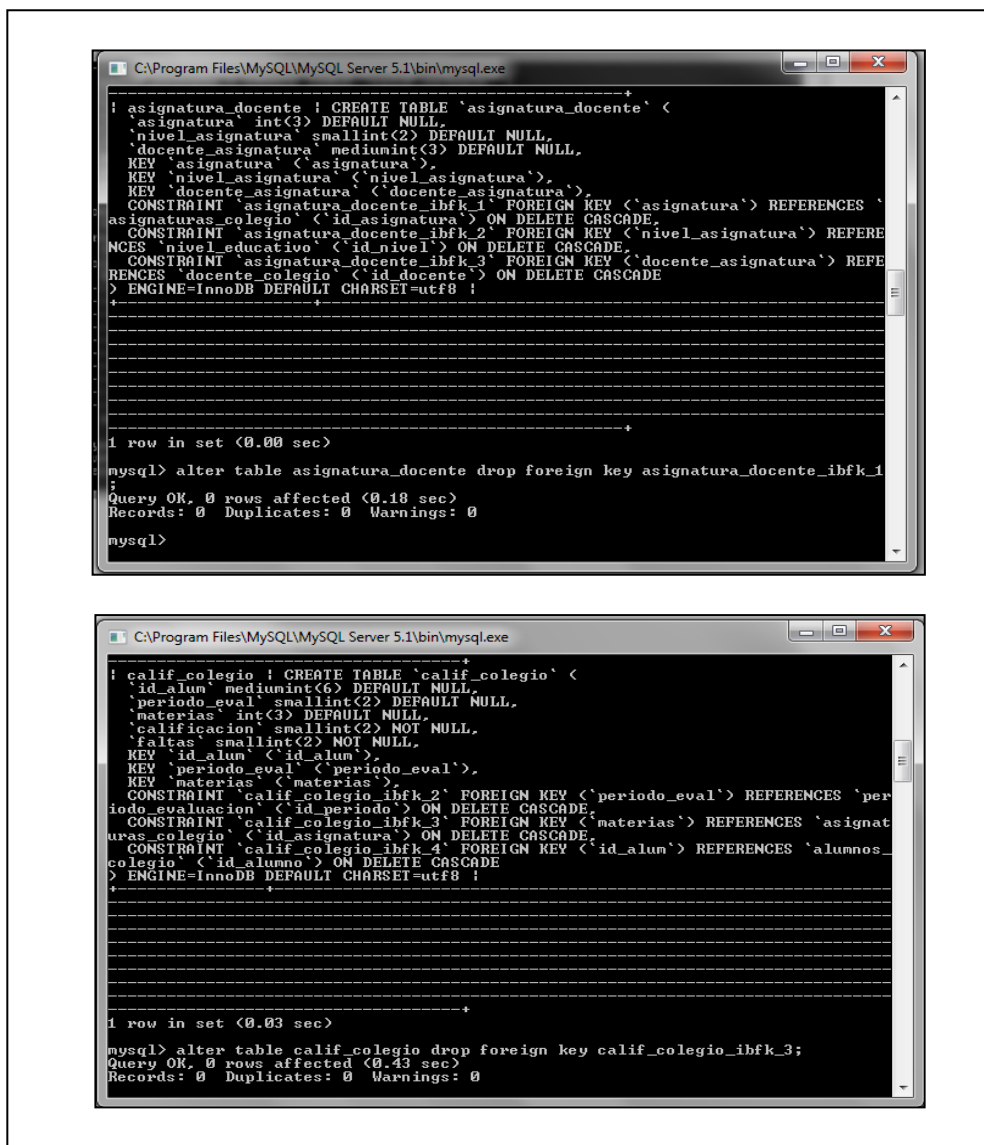 C:\Program Files\MySQL\MySQL Server 5.1\bin\mysql.exe
--------------------------------------------------------+
| asignatura_docente | CREATE TABLE `asignatura_docente` (
`asignatura` int(3) DEFAULT NULL,
`nivel_asignatura` smallint(2) DEFAULT NULL,
`docente_asignatura` mediumint(3) DEFAULT NULL,
KEY `asignatura` (`asignatura`),
KEY `nivel_asignatura` (`nivel_asignatura`),
KEY `docente_asignatura` (`docente_asignatura`),
CONSTRAINT `asignatura_docente_ibfk_1` FOREIGN KEY (`asignatura`) REFERENCES `
asignaturas_colegio` (`id_asignatura`) ON DELETE CASCADE,
CONSTRAINT `asignatura_docente_ibfk_2` FOREIGN KEY (`nivel_asignatura`) REFERE
NCES `nivel_educativo` (`id_nivel`) ON DELETE CASCADE,
CONSTRAINT `asignatura_docente_ibfk_3` FOREIGN KEY (`docente_asignatura`) REFE
RENCES `docente_colegio` (`id_docente`) ON DELETE CASCADE
) ENGINE=InnoDB DEFAULT CHARSET=utf8 |
1 row in set (0.00 sec)
mysql> alter table asignatura_docente drop foreign key asignatura_docente_ibfk_1
;
Query OK, 0 rows affected (0.18 sec)
Records: 0 Duplicates: 0 Warnings: 0
mysql>
C:\Program Files\MySQL\MySQL Server 5.1\bin\mysql.exe
| calif_colegio | CREATE TABLE `calif_colegio` (
`id_alum` mediumint(6) DEFAULT NULL,
`periodo_eval` smallint(2) DEFAULT NULL,
`materias` int(3) DEFAULT NULL,
`calificacion` smallint(2) NOT NULL,
`faltas` smallint(2) NOT NULL,
KEY `id_alum` (`id_alum`),
KEY `periodo_eval` (`periodo_eval`),
KEY `materias` (`materias`),
CONSTRAINT `calif_colegio_ibfk_2` FOREIGN KEY (`periodo_eval`) REFERENCES `per
iodo_evaluacion` (`id_periodo`) ON DELETE CASCADE,
CONSTRAINT `calif_colegio_ibfk_3` FOREIGN KEY (`materias`) REFERENCES `asignat
uras_colegio` (`id_asignatura`) ON DELETE CASCADE,
CONSTRAINT `calif_colegio_ibfk_4` FOREIGN KEY (`id_alum`) REFERENCES `alumnos_
colegio` (`id_alumno`) ON DELETE CASCADE
) ENGINE=InnoDB DEFAULT CHARSET=utf8 |
1 row in set (0.03 sec)
mysql> alter table calif_colegio drop foreign key calif_colegio_ibfk_3;
Query OK, 0 rows affected (0.43 sec)
Records: 0 Duplicates: 0 Warnings: 0